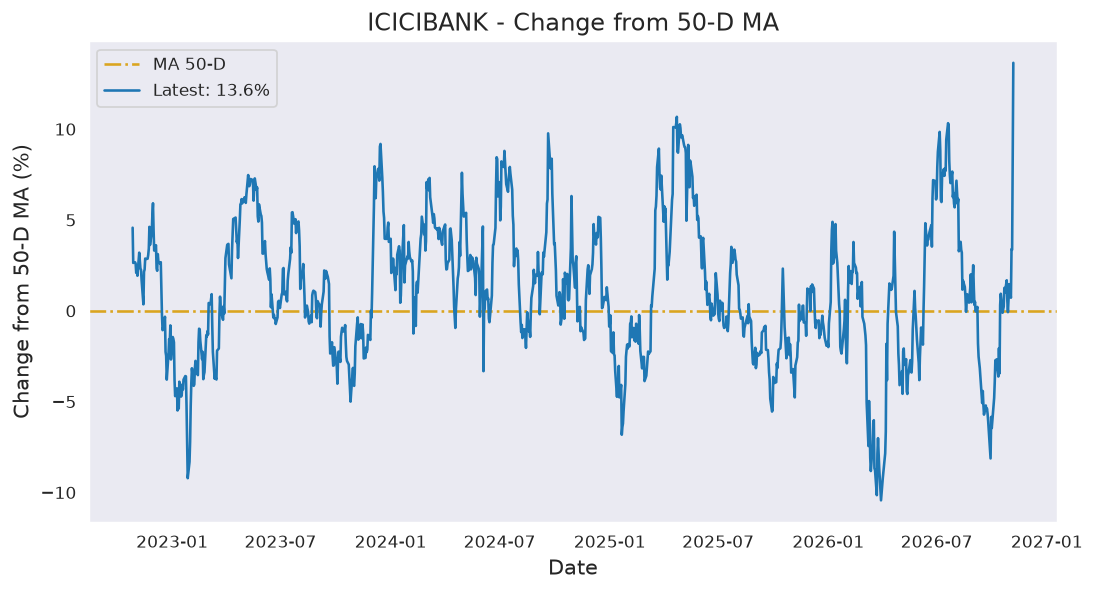 ICICIBANK - Change from 50-D MA
MA 50-D
Latest: 13.6%
Change from 50-D MA (%)
10
5
0
−5
−10
2023-01 2023-07 2024-01 2024-07 2025-01 2025-07 2026-01 2026-07 2027-01
Date